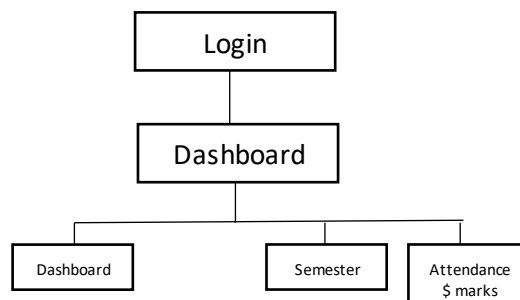 Login
Dashboard
Dashboard
Semester
Attendance
$ marks